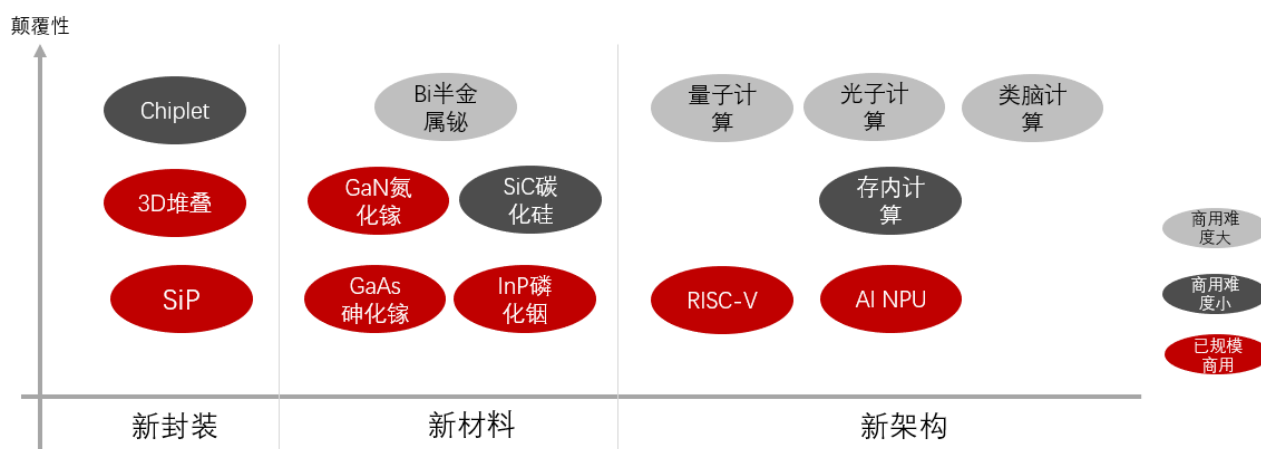 颠覆性
Chiplet
Bi半金
属铋
量子计
算
光子计
算
类脑计
算
3D堆叠
GaN氮
化镓
SiC碳
化硅
存内计
算
商用难
度大
SiP
GaAs
砷化镓
InP磷
化铟
RISC-V
AI NPU
商用难
度小
已规模
商用
新封装
新材料
新架构